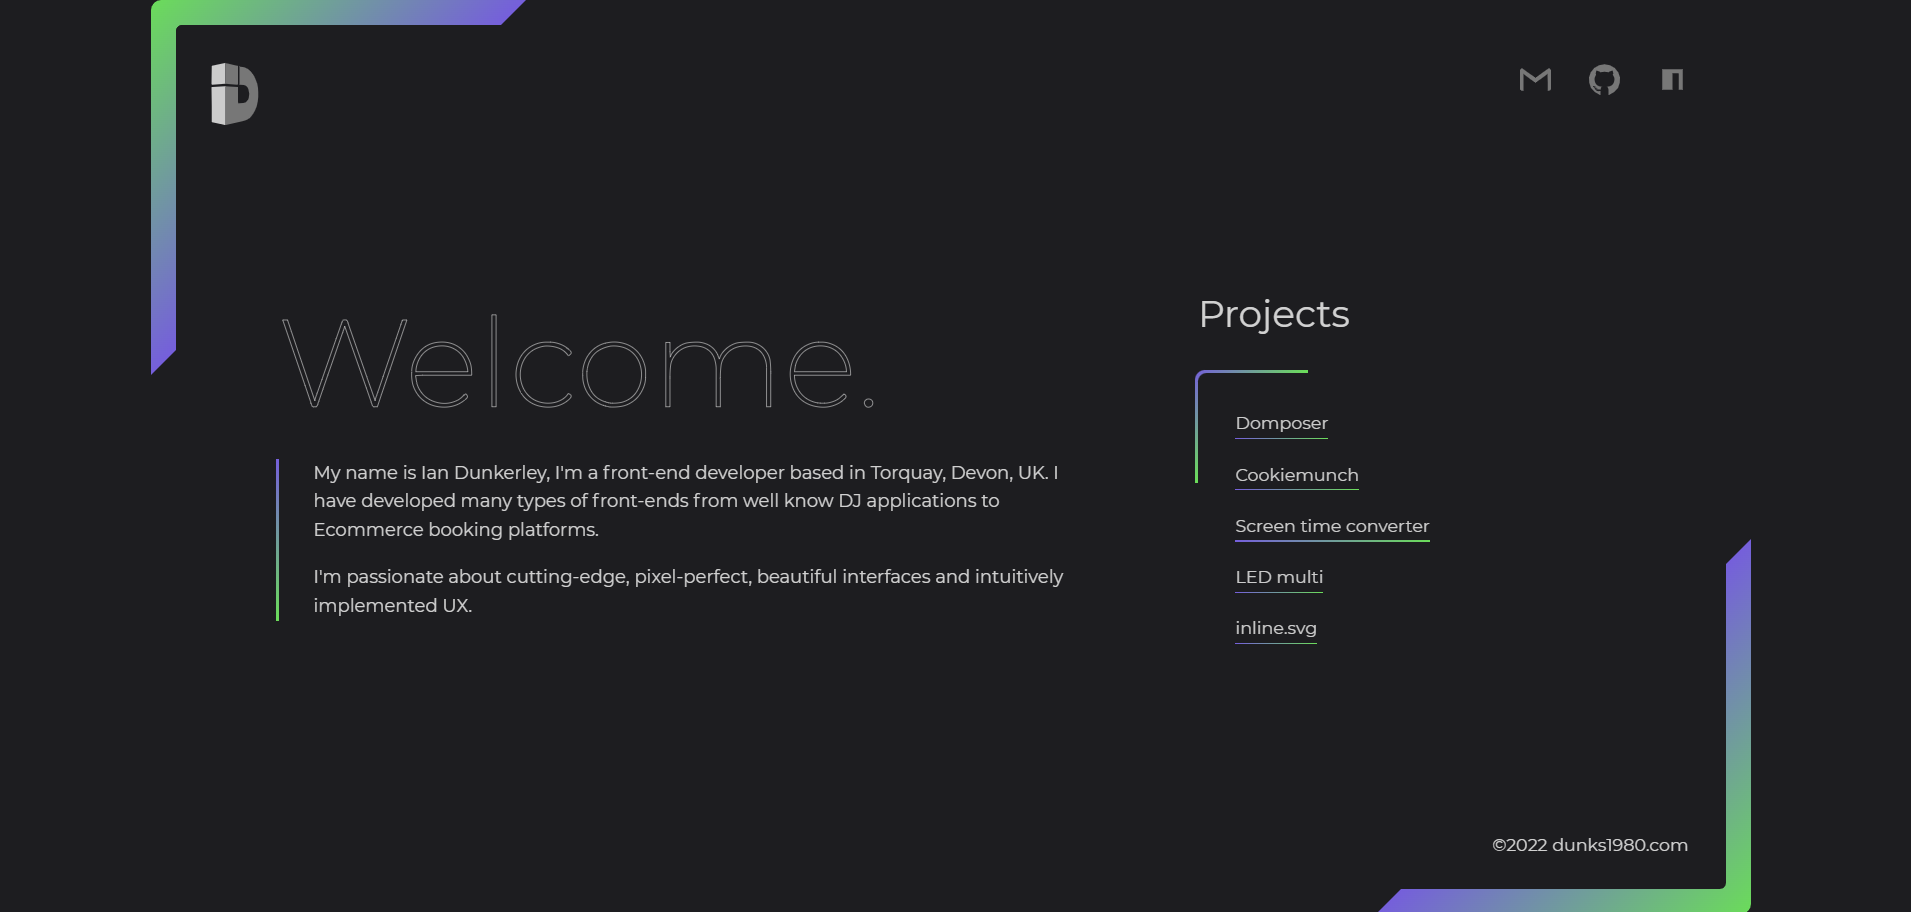 Welcome.
My name is Ian Dunkerley, I'm a front-end developer based in Torquay, Devon, UK. I
have developed many types of front-ends from well know DJ applications to
Ecommerce booking platforms.
I'm passionate about cutting-edge, pixel-perfect, beautiful interfaces and intuitively
implemented UX.
Projects
Domposer
Cookiemunch
Screen time converter
LED multi
inline.svg
©2022 dunks1980.com